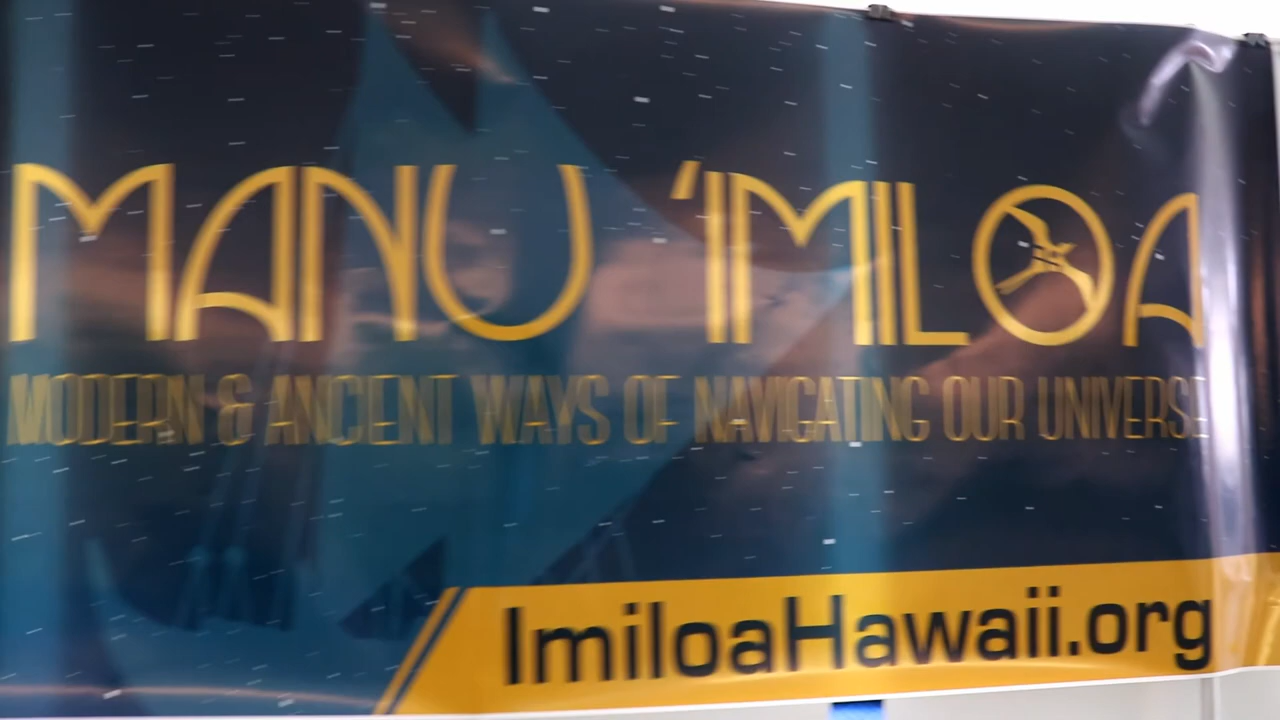 MANU ʻIMILOA
MODERN & ANCIENT WAYS OF NAVIGATING OUR UNIVERSE
ImiloaHawaii.org